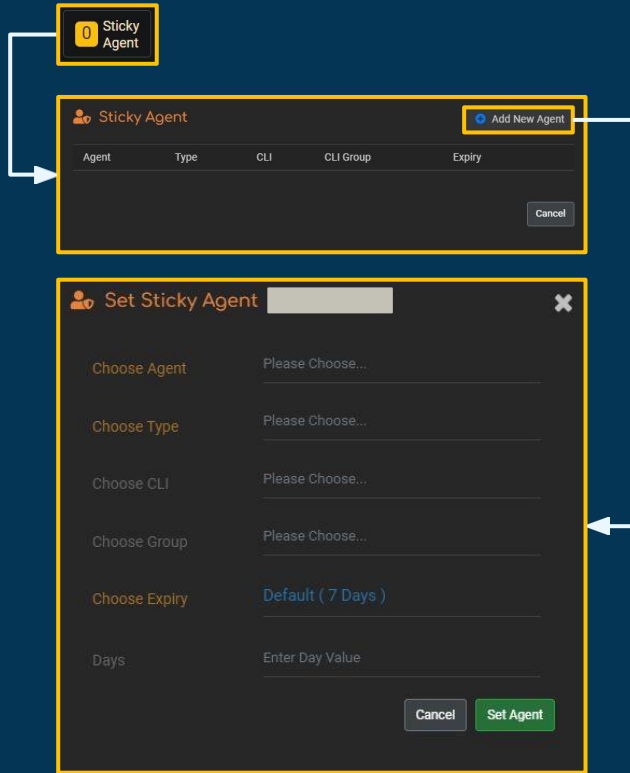 0 Sticky
Agent
Sticky Agent
Add New Agent
Agent Type CLI CLI Group Expiry
Cancel
Set Sticky Agent
Choose Agent Please Choose...
Choose Type Please Choose...
Choose CLI Please Choose...
Choose Group Please Choose...
Choose Expiry Default ( 7 Days )
Days Enter Day Value
Cancel Set Agent